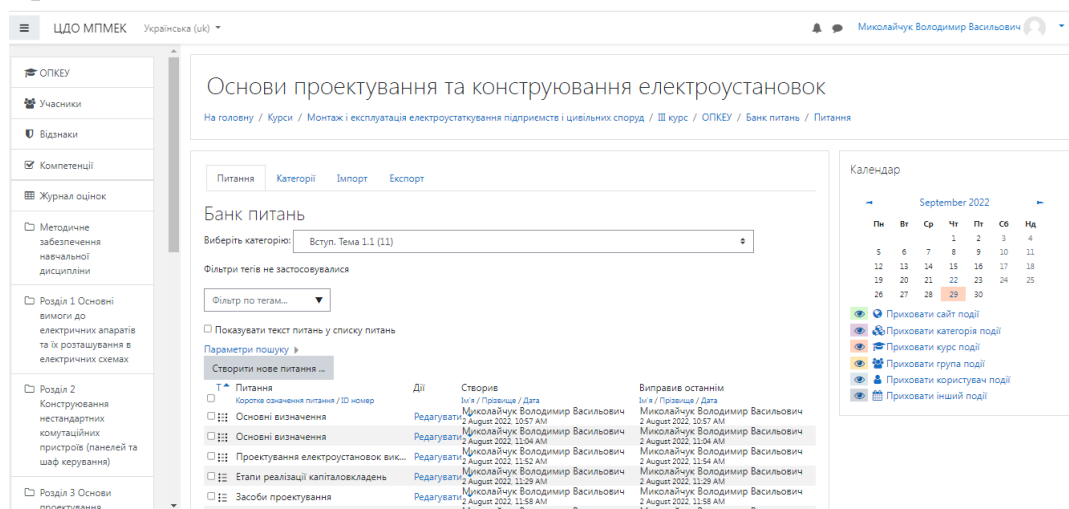 ЦДО МПМЕК Українська (uk) Миколайчук Володимир Васильович
ОПКЕУ
Учасники
Відзнаки
Компетенції
Журнал оцінок
Методичне
забезпечення
навчальної
дисципліни
Розділ 1 Основні
вимоги до
електричних апаратів
та їх розташування в
електричних схемах
Розділ 2
Конструювання
нестандартних
комутаційних
пристроїв (панелей та
шаф керування)
Розділ 3 Основи
проектування
Основи проектування та конструювання електроустановок
На головну / Курси / Монтаж і експлуатація електроустаткування підприємств і цивільних споруд / III курс / ОПКЕУ / Банк питань / Питання
Питання Категорії Імпорт Експорт
Банк питань
Виберіть категорію: Вступ. Тема 1.1 (11)
Фільтри тегів не застосовувалися
Фільтр по тегам... ▼
Показувати текст питань у списку питань
Параметри пошуку
Створити нове питання ...
Т Питання Дії Створив Виправив останнім
Коротке означення питання / ID номер Ім'я / Прізвище / Дата Ім'я / Прізвище / Дата
Основні визначення Редагувати Миколайчук Володимир Васильович Миколайчук Володимир Васильович
2 August 2022, 10:57 AM 2 August 2022, 10:57 AM
Основні визначення Редагувати Миколайчук Володимир Васильович Миколайчук Володимир Васильович
2 August 2022, 11:04 AM 2 August 2022, 11:04 AM
Проектування електроустановок вик... Редагувати Миколайчук Володимир Васильович Миколайчук Володимир Васильович
2 August 2022, 11:52 AM 2 August 2022, 11:54 AM
Етапи реалізації капіталовкладень Редагувати Миколайчук Володимир Васильович Миколайчук Володимир Васильович
2 August 2022, 11:29 AM 2 August 2022, 11:29 AM
Засоби проектування Редагувати Миколайчук Володимир Васильович Миколайчук Володимир Васильович
2 August 2022, 11:58 AM 2 August 2022, 11:58 AM
Календар
September 2022
Пн Вт Ср Чт Пт Сб Нд
1 2 3 4
5 6 7 8 9 10 11
12 13 14 15 16 17 18
19 20 21 22 23 24 25
26 27 28 29 30
Приховати сайт події
Приховати категорія події
Приховати курс події
Приховати група події
Приховати користувач події
Приховати інший події